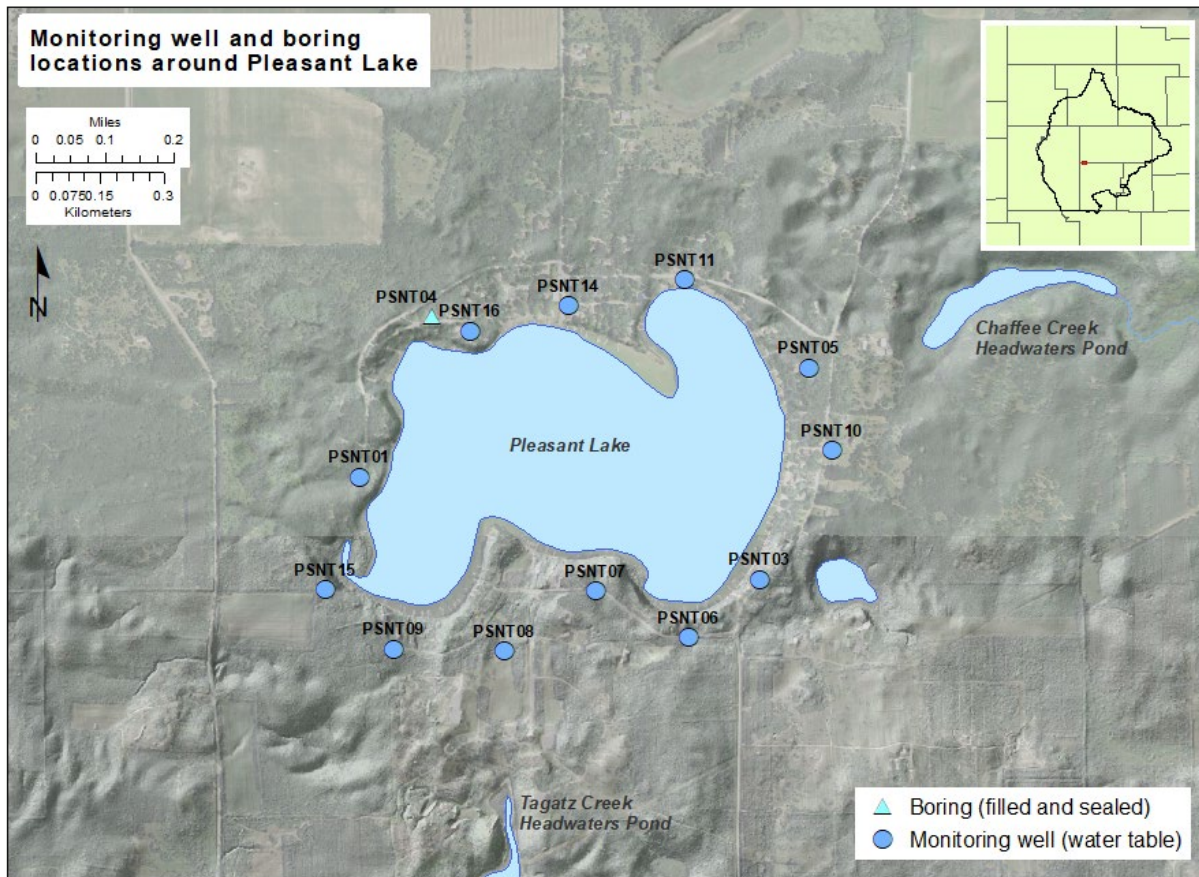 Monitoring well and boring
locations around Pleasant Lake
Miles
0 0.05 0.1 0.2
0 0.075 0.15 0.3
Kilometers
N
PSNT11
PSNT14
PSNT04
PSNT16
Chaffee Creek
Headwaters Pond
PSNT05
PSNT10
Pleasant Lake
PSNT01
PSNT03
PSNT15
PSNT07
PSNT06
PSNT09
PSNT08
Tagatz Creek
Headwaters Pond
Boring (filled and sealed)
Monitoring well (water table)